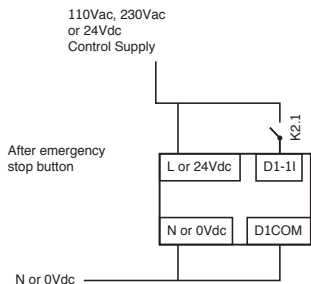 110Vac, 230Vac
or 24Vdc
Control Supply
K2.1
After emergency
stop button
L or 24Vdc
D1-1I
N or 0Vdc
D1COM
N or 0Vdc